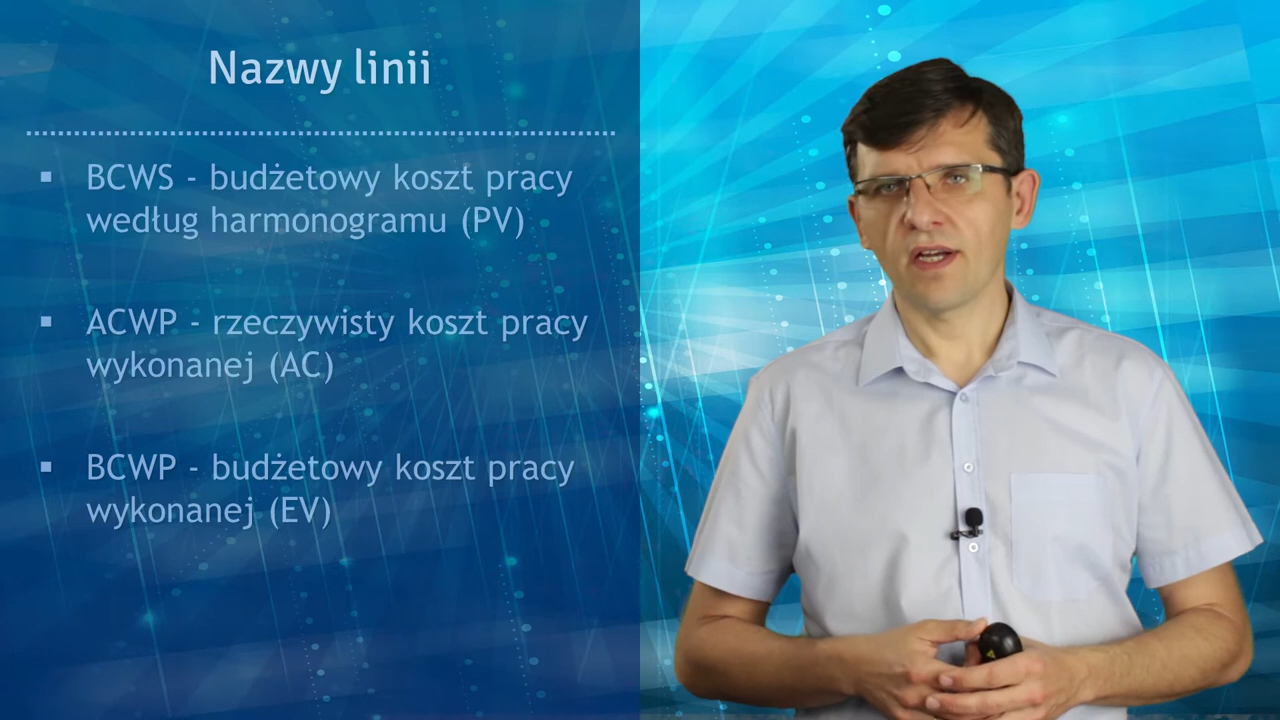 Nazwy linii
▪ BCWS - budżetowy koszt pracy
według harmonogramu (PV)
▪ ACWP - rzeczywisty koszt pracy
wykonanej (AC)
▪ BCWP - budżetowy koszt pracy
wykonanej (EV)